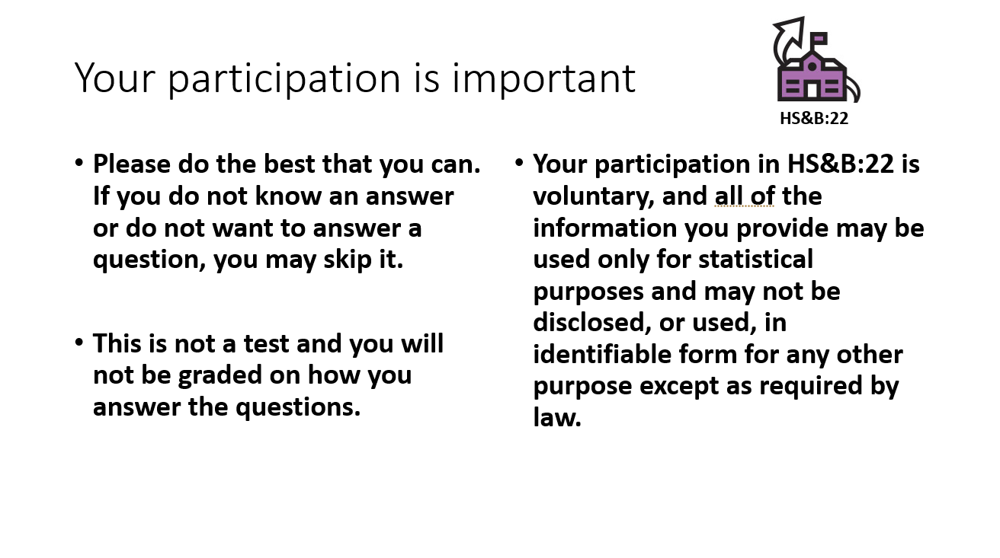 Your participation is important
HS&B:22
• Please do the best that you can.
If you do not know an answer
or do not want to answer a
question, you may skip it.
• This is not a test and you will
not be graded on how you
answer the questions.
• Your participation in HS&B:22 is
voluntary, and all of the
information you provide may be
used only for statistical
purposes and may not be
disclosed, or used, in
identifiable form for any other
purpose except as required by
law.